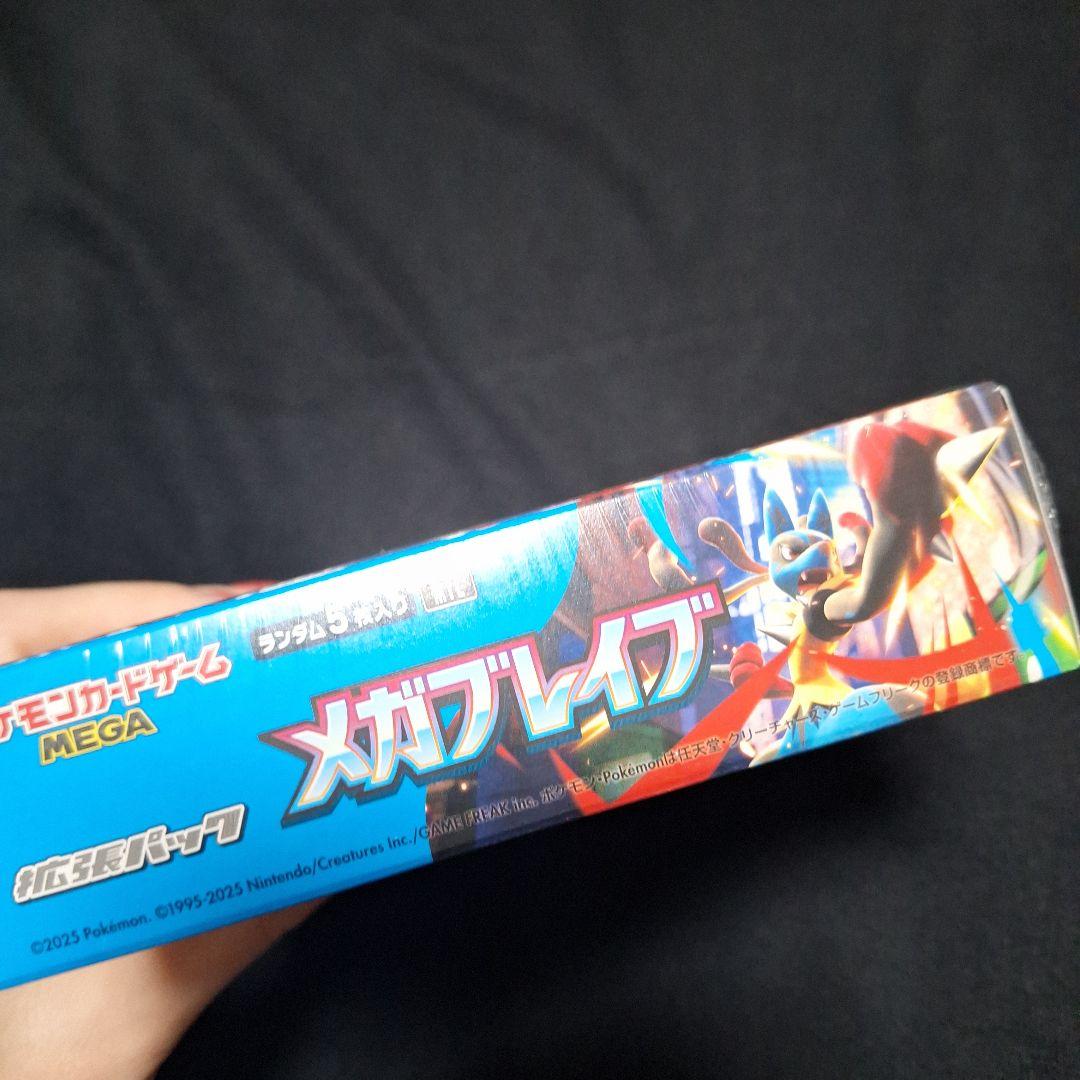 ランダム5枚入り
ケモンカードゲーム
MEGA
メガブレイブ
拡張パック
©2025 Pokémon. ©1995-2025 Nintendo/Creatures Inc./GAME FREAK inc. ポケモン・Pokémonは任天堂・クリーチャーズ・ゲームフリークの登録商標です。